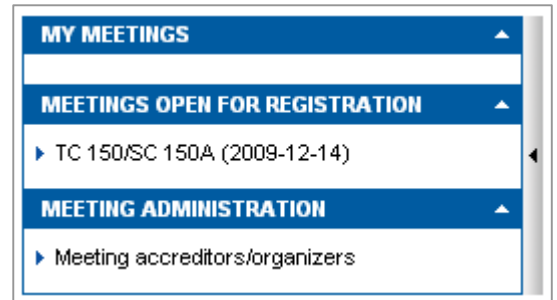 MY MEETINGS
MEETINGS OPEN FOR REGISTRATION
TC 150/SC 150A (2009-12-14)
MEETING ADMINISTRATION
Meeting accreditors/organizers